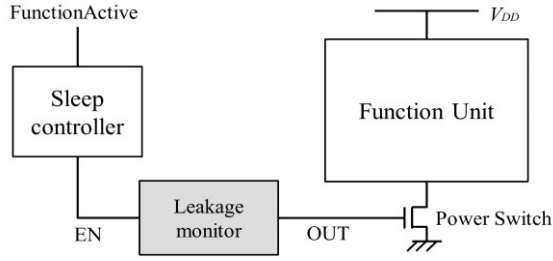 FunctionActive
V_DD
Sleep
controller
Function Unit
Leakage
monitor
Power Switch
EN
OUT